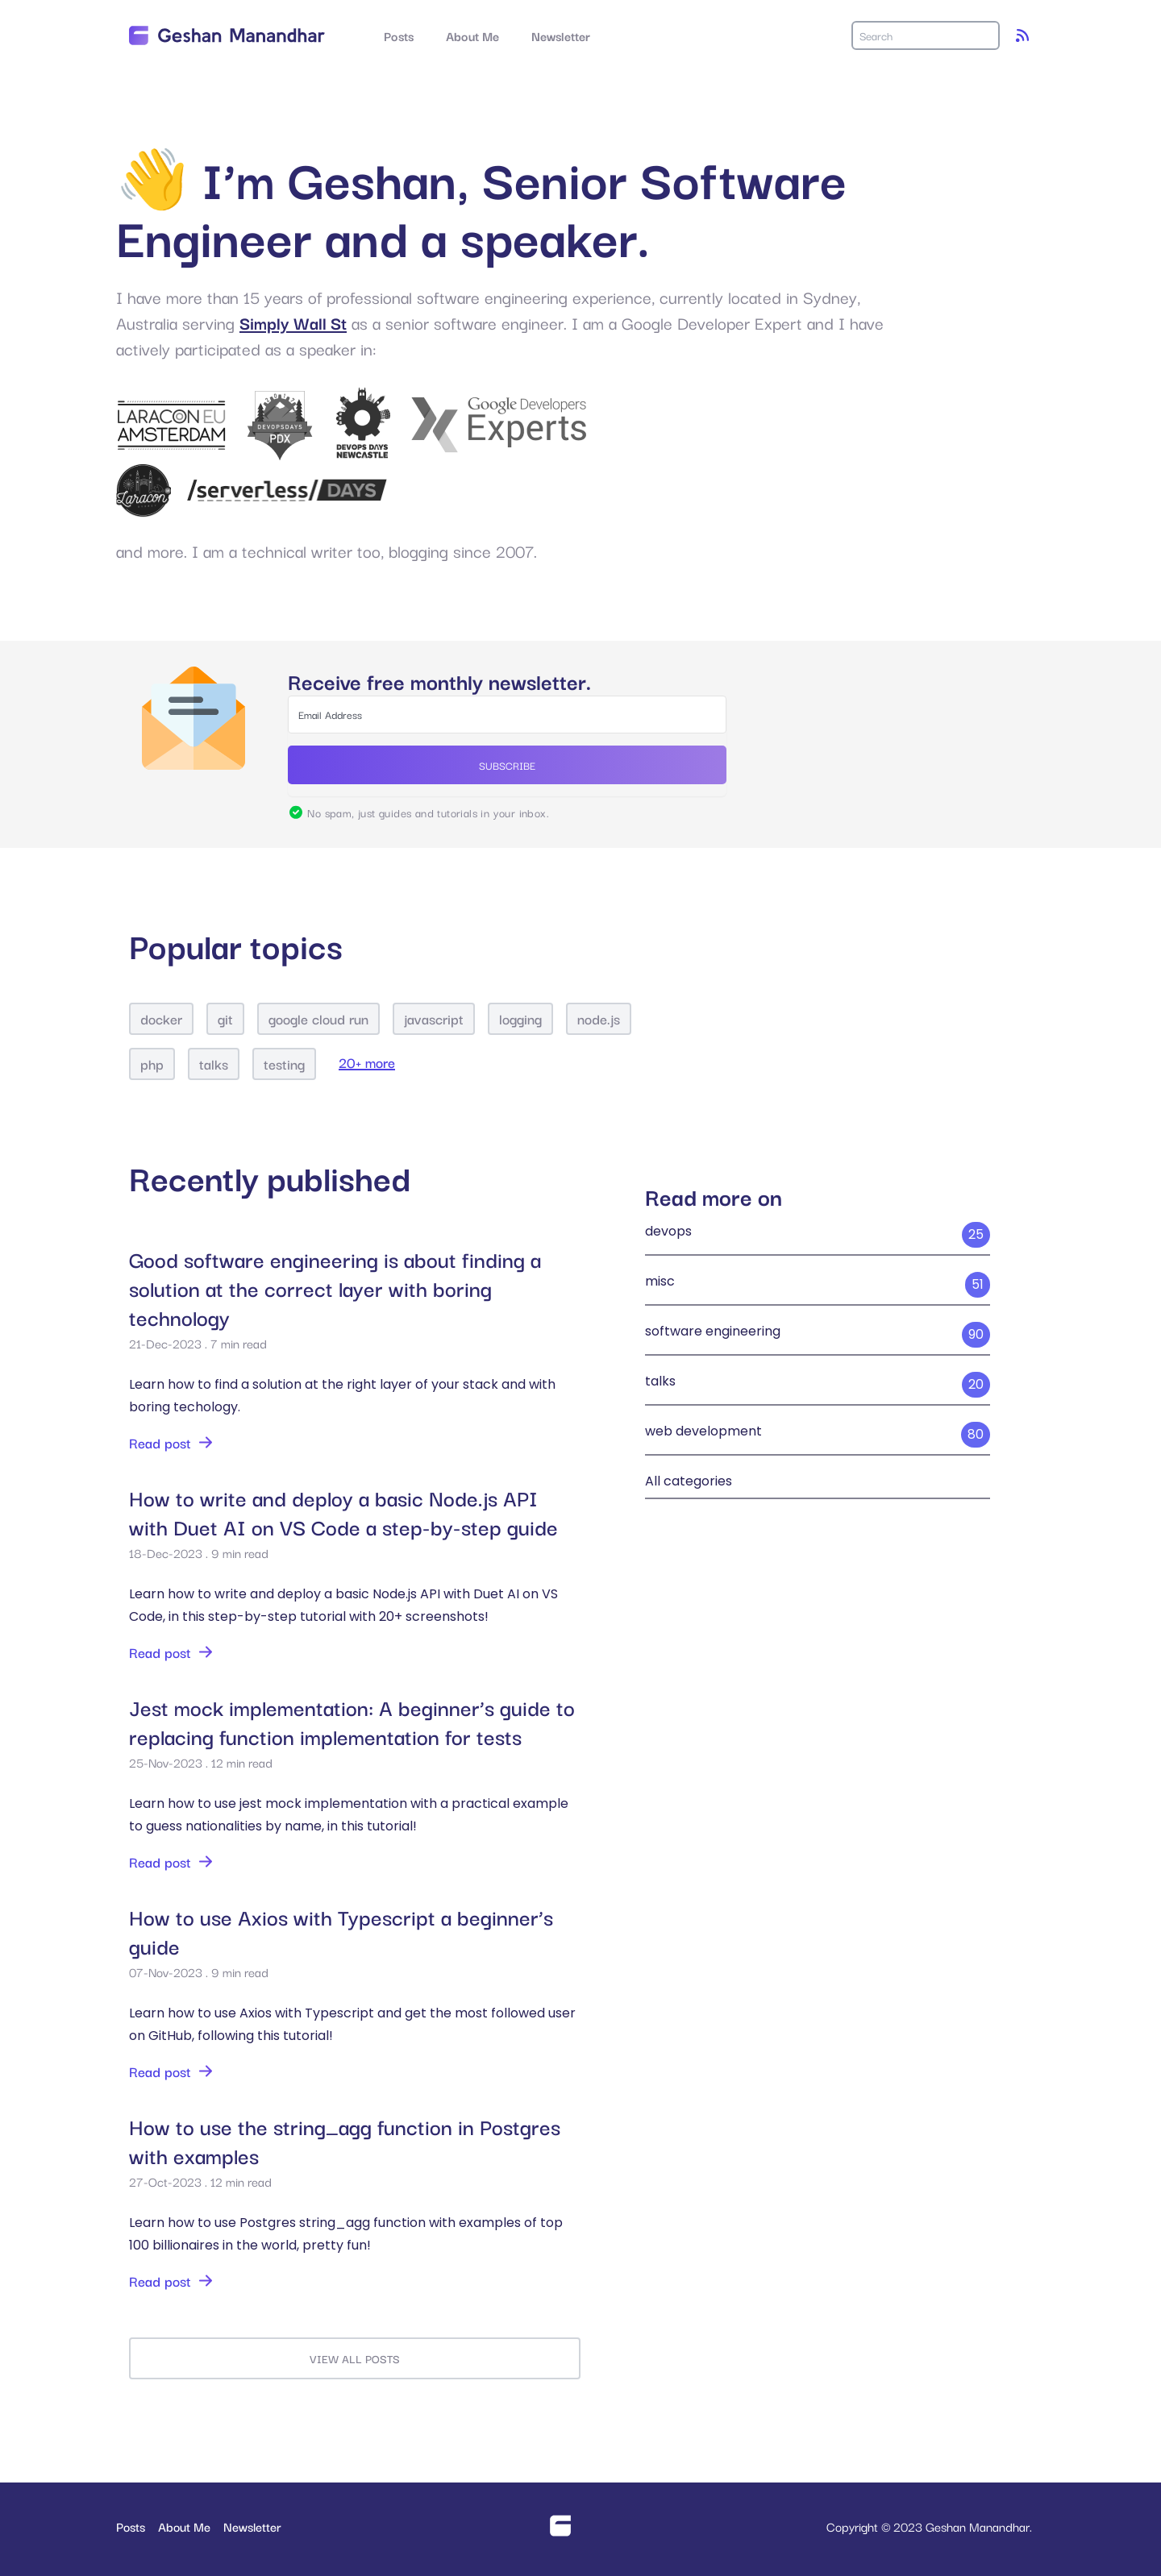 Geshan Manandhar
Posts
About Me
Newsletter
Search
I’m Geshan, Senior Software
Engineer and a speaker.
I have more than 15 years of professional software engineering experience, currently located in Sydney,
Australia serving Simply Wall St as a senior software engineer. I am a Google Developer Expert and I have
actively participated as a speaker in:
LARACON EU
AMSTERDAM
DEVOPSDAYS
PDX
DEVOPS DAYS
NEWCASTLE
Google Developers
Experts
Laracon
/serverless/DAYS
and more. I am a technical writer too, blogging since 2007.
Receive free monthly newsletter.
Email Address
SUBSCRIBE
No spam, just guides and tutorials in your inbox.
Popular topics
docker
git
google cloud run
javascript
logging
node.js
php
talks
testing
20+ more
Recently published
Good software engineering is about finding a
solution at the correct layer with boring
technology
21-Dec-2023 . 7 min read
Learn how to find a solution at the right layer of your stack and with
boring techology.
Read post
How to write and deploy a basic Node.js API
with Duet AI on VS Code a step-by-step guide
18-Dec-2023 . 9 min read
Learn how to write and deploy a basic Node.js API with Duet AI on VS
Code, in this step-by-step tutorial with 20+ screenshots!
Read post
Jest mock implementation: A beginner’s guide to
replacing function implementation for tests
25-Nov-2023 . 12 min read
Learn how to use jest mock implementation with a practical example
to guess nationalities by name, in this tutorial!
Read post
How to use Axios with Typescript a beginner’s
guide
07-Nov-2023 . 9 min read
Learn how to use Axios with Typescript and get the most followed user
on GitHub, following this tutorial!
Read post
How to use the string_agg function in Postgres
with examples
27-Oct-2023 . 12 min read
Learn how to use Postgres string_agg function with examples of top
100 billionaires in the world, pretty fun!
Read post
VIEW ALL POSTS
Read more on
devops 25
misc 51
software engineering 90
talks 20
web development 80
All categories
Posts
About Me
Newsletter
Copyright © 2023 Geshan Manandhar.